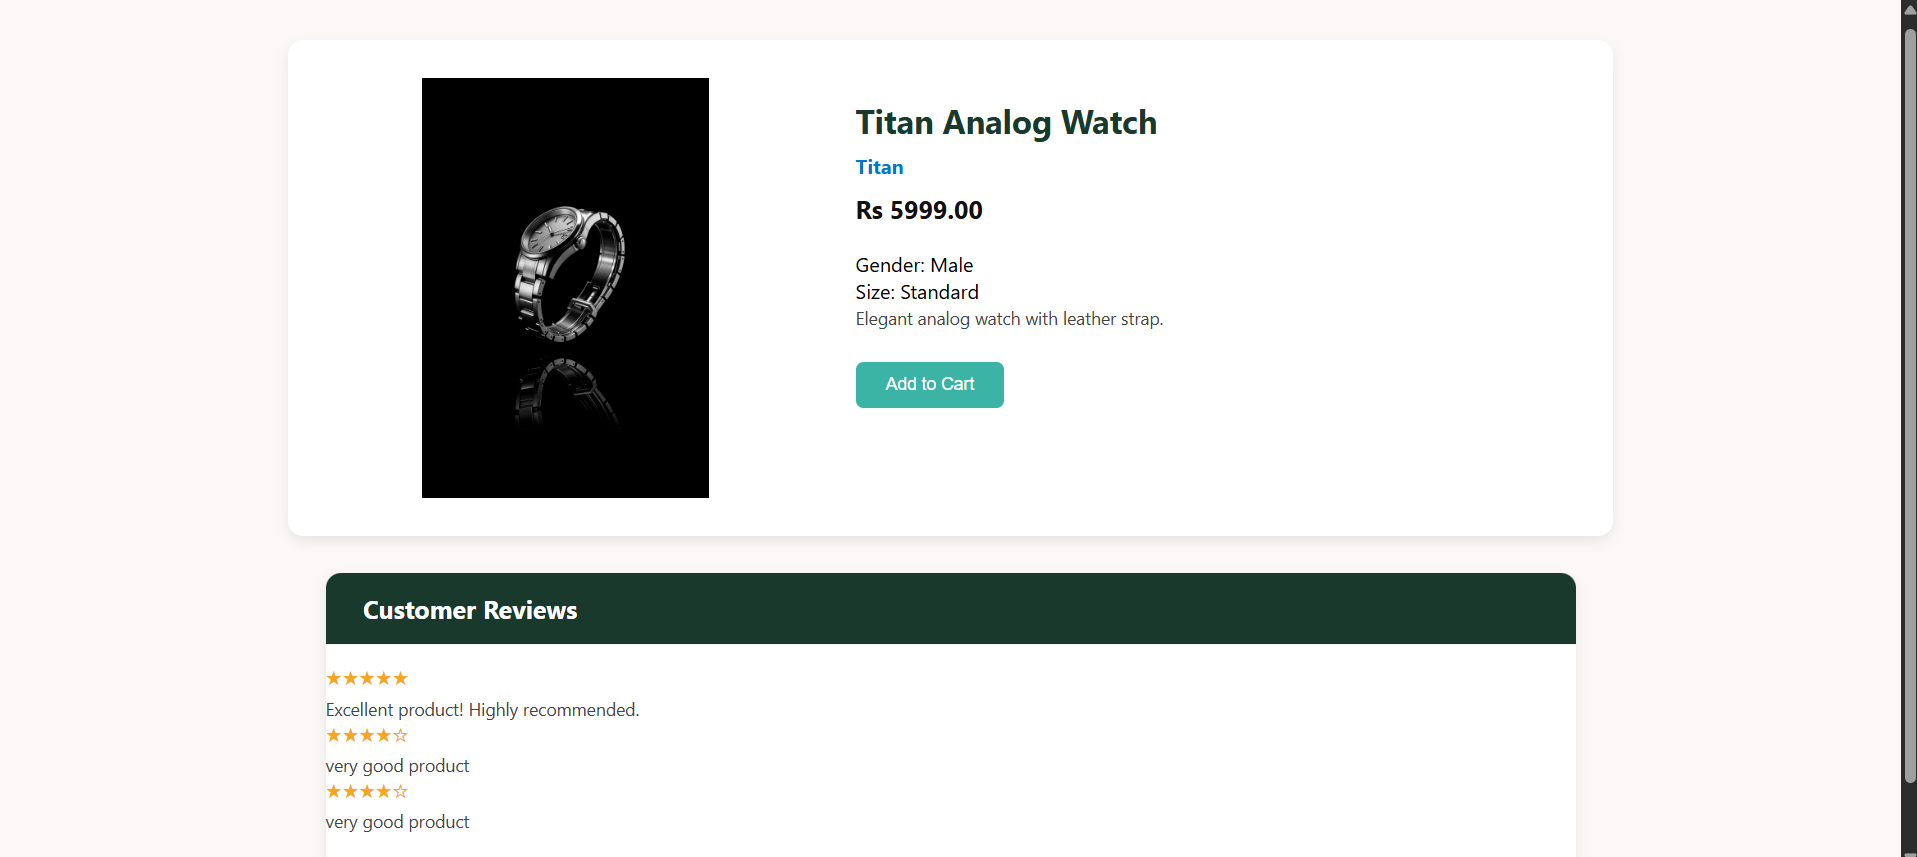 Titan Analog Watch
Titan
Rs 5999.00
Gender: Male
Size: Standard
Elegant analog watch with leather strap.
Add to Cart
Customer Reviews
★★★★★
Excellent product! Highly recommended.
★★★★☆
very good product
★★★★☆
very good product